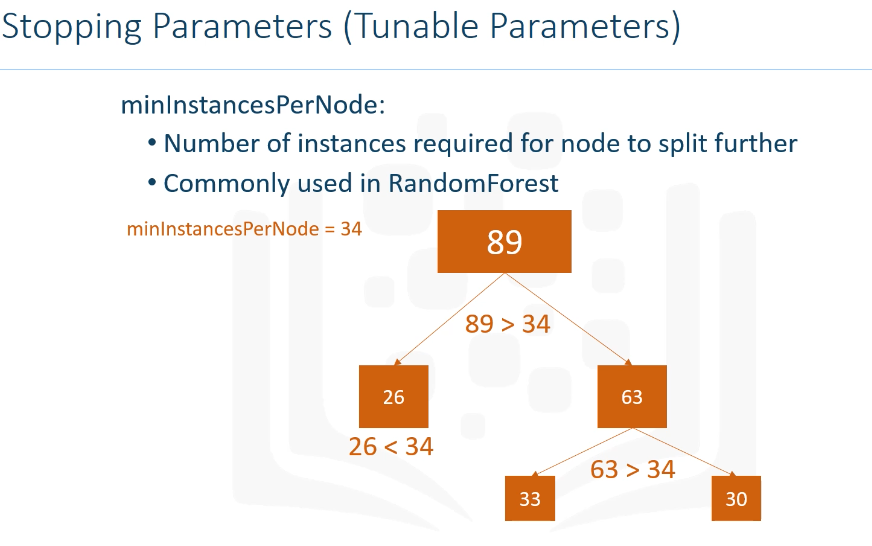 Stopping Parameters (Tunable Parameters)
minInstancesPerNode:
• Number of instances required for node to split further
• Commonly used in RandomForest
minInstancesPerNode = 34
89
89 > 34
26
63
26 < 34
63 > 34
33
30